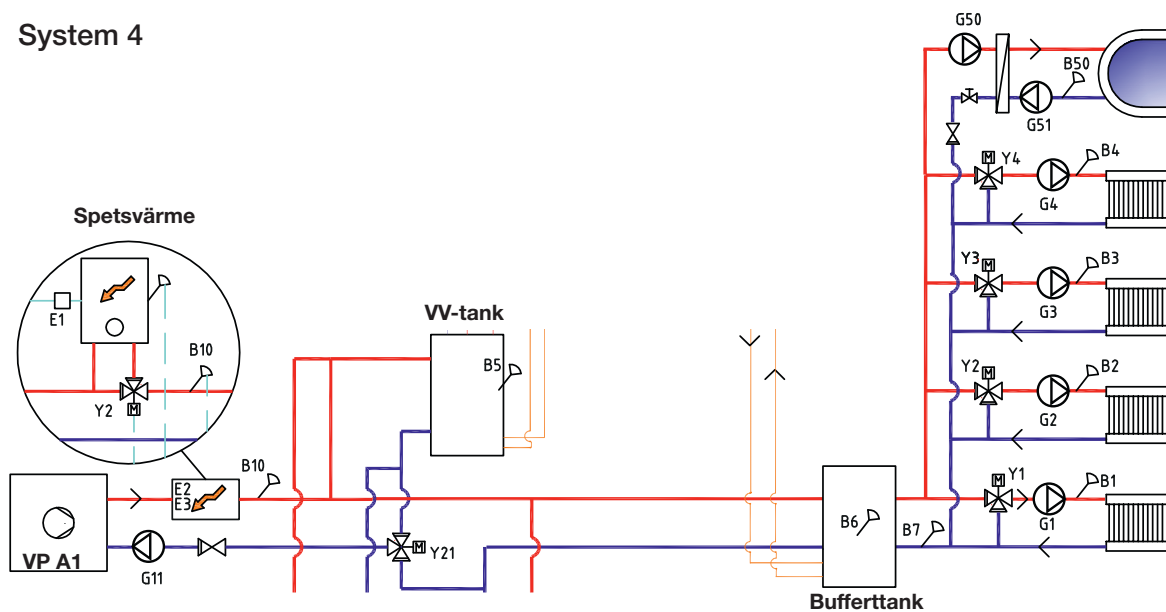 System 4
G50
B50
G51
Y4
B4
G4
Spetsvärme
Y3
B3
G3
E1
VV-tank
B10
B5
Y2
M
Y2
B2
G2
M
M
M
B10
E2
E3
Y1
B1
M
B6
B7
G1
VP A1
G11
M
Y21
Bufferttank